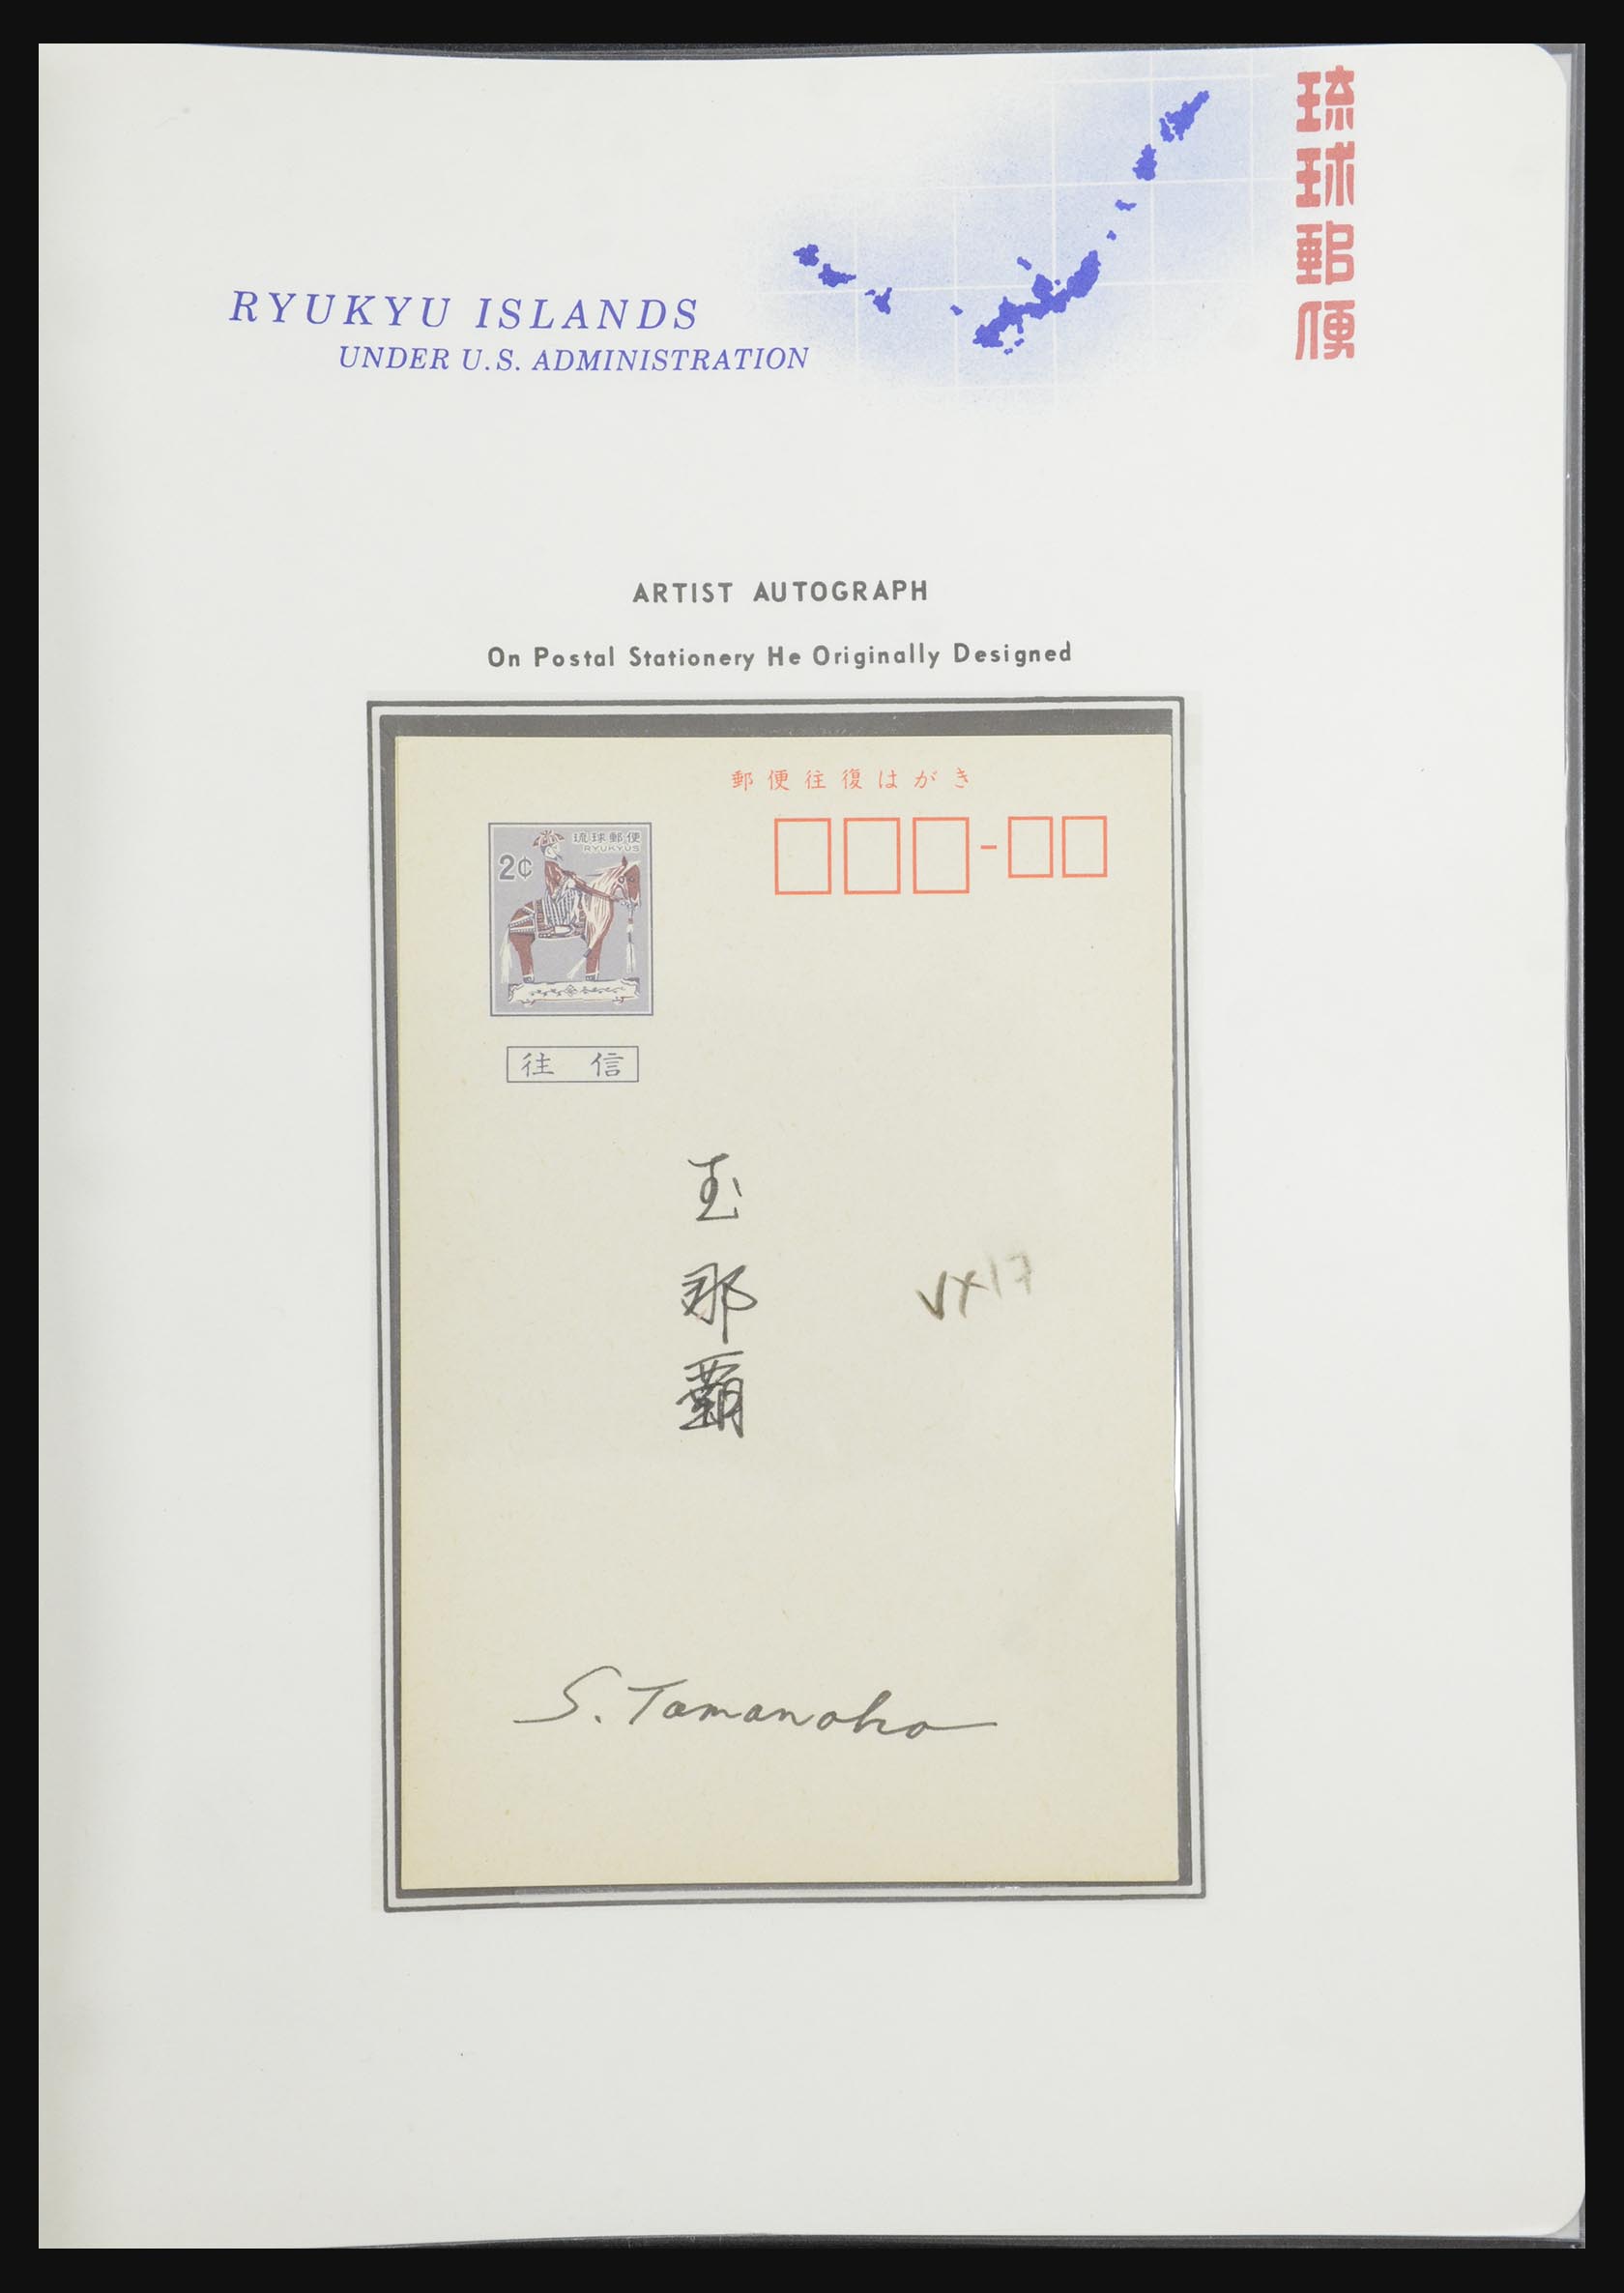 琉球郵便
RYUKYU ISLANDS
UNDER U.S. ADMINISTRATION
ARTIST AUTOGRAPH
On Postal Stationery He Originally Designed
郵便往復はがき
琉球郵便
RYUKYUS
2¢
往 信
玉那覇
S. Tamanaha